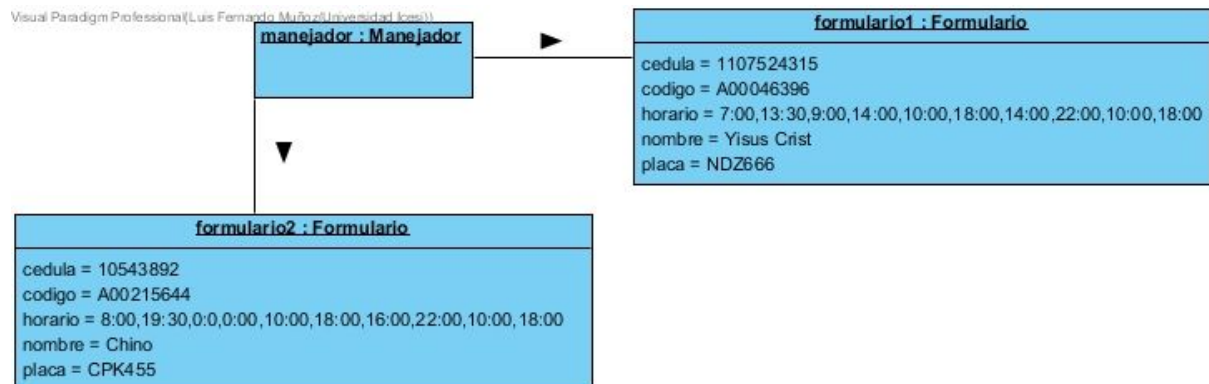 Visual Paradigm Professional(Luis Fernando Muñoz(Universidad Icesi))
manejador : Manejador
formulario1 : Formulario
cedula = 1107524315
codigo = A00046396
horario = 7:00,13:30,9:00,14:00,10:00,18:00,14:00,22:00,10:00,18:00
nombre = Yisus Crist
placa = NDZ666
formulario2 : Formulario
cedula = 10543892
codigo = A00215644
horario = 8:00,19:30,0:0,0:00,10:00,18:00,16:00,22:00,10:00,18:00
nombre = Chino
placa = CPK455